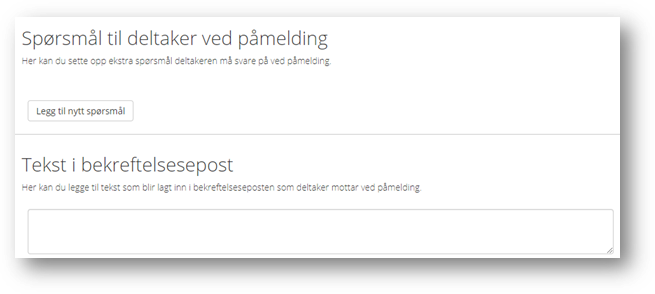 Spørsmål til deltaker ved påmelding
Her kan du sette opp ekstra spørsmål deltakeren må svare på ved påmelding.
Legg til nytt spørsmål
Tekst i bekreftelsesepost
Her kan du legge til tekst som blir lagt inn i bekreftelseseposten som deltaker mottar ved påmelding.